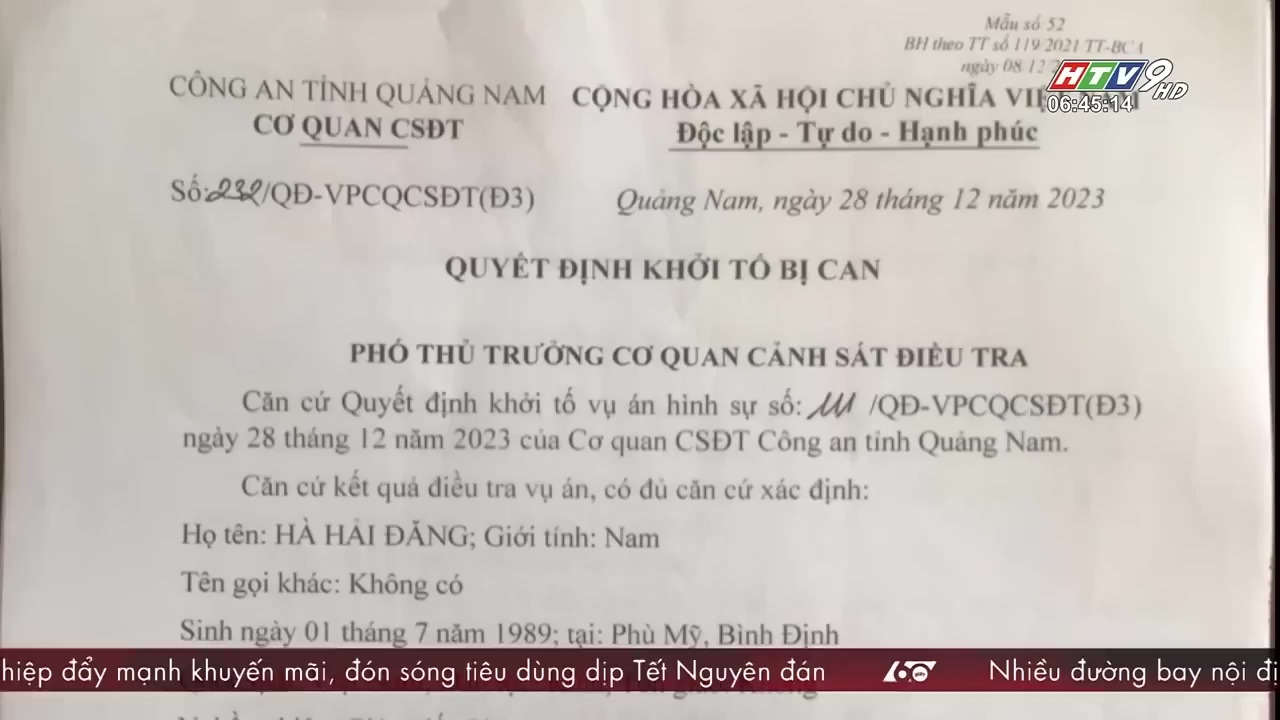 Mẫu số 52
BH theo TT số 119/2021/TT-BCA
ngày 08/12
HTV9 HD
06:45:14
CÔNG AN TỈNH QUẢNG NAM
CƠ QUAN CSĐT
CỘNG HÒA XÃ HỘI CHỦ NGHĨA VIỆT NAM
Độc lập - Tự do - Hạnh phúc
Số:232/QĐ-VPCQCSĐT(Đ3)
Quảng Nam, ngày 28 tháng 12 năm 2023
QUYẾT ĐỊNH KHỞI TỐ BỊ CAN
PHÓ THỦ TRƯỞNG CƠ QUAN CẢNH SÁT ĐIỀU TRA
Căn cứ Quyết định khởi tố vụ án hình sự số: 111 /QĐ-VPCQCSĐT(Đ3)
ngày 28 tháng 12 năm 2023 của Cơ quan CSĐT Công an tỉnh Quảng Nam.
Căn cứ kết quả điều tra vụ án, có đủ căn cứ xác định:
Họ tên: HÀ HẢI ĐĂNG; Giới tính: Nam
Tên gọi khác: Không có
Sinh ngày 01 tháng 7 năm 1989; tại: Phù Mỹ, Bình Định
hiệp đẩy mạnh khuyến mãi, đón sóng tiêu dùng dịp Tết Nguyên đán 60 giây Nhiều đường bay nội đị